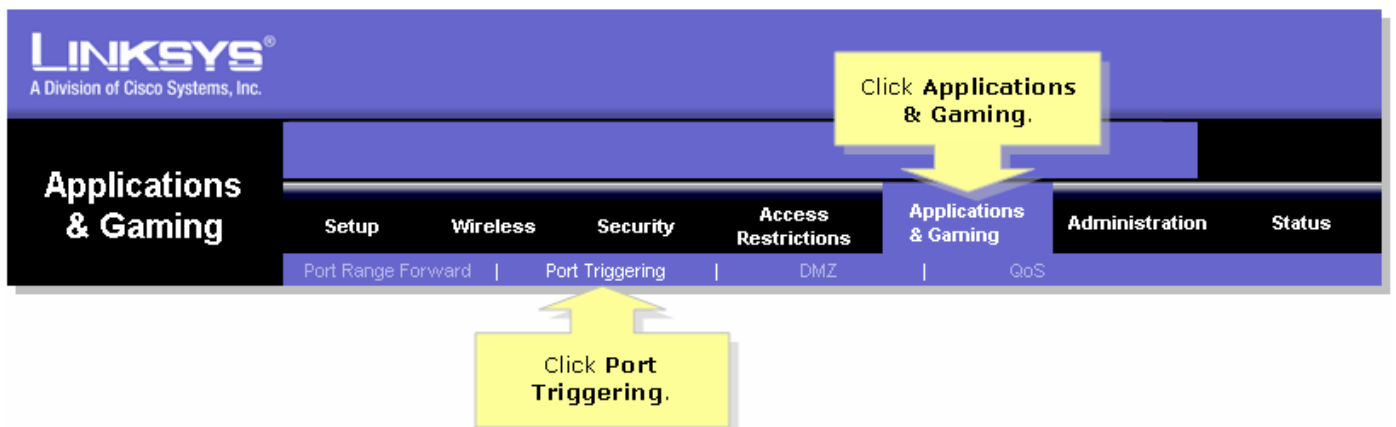 LINKSYS®
A Division of Cisco Systems, Inc.
Click Applications
& Gaming.
Applications
& Gaming
Setup Wireless Security Access Restrictions Applications & Gaming Administration Status
Port Range Forward | Port Triggering | DMZ | QoS
Click Port
Triggering.